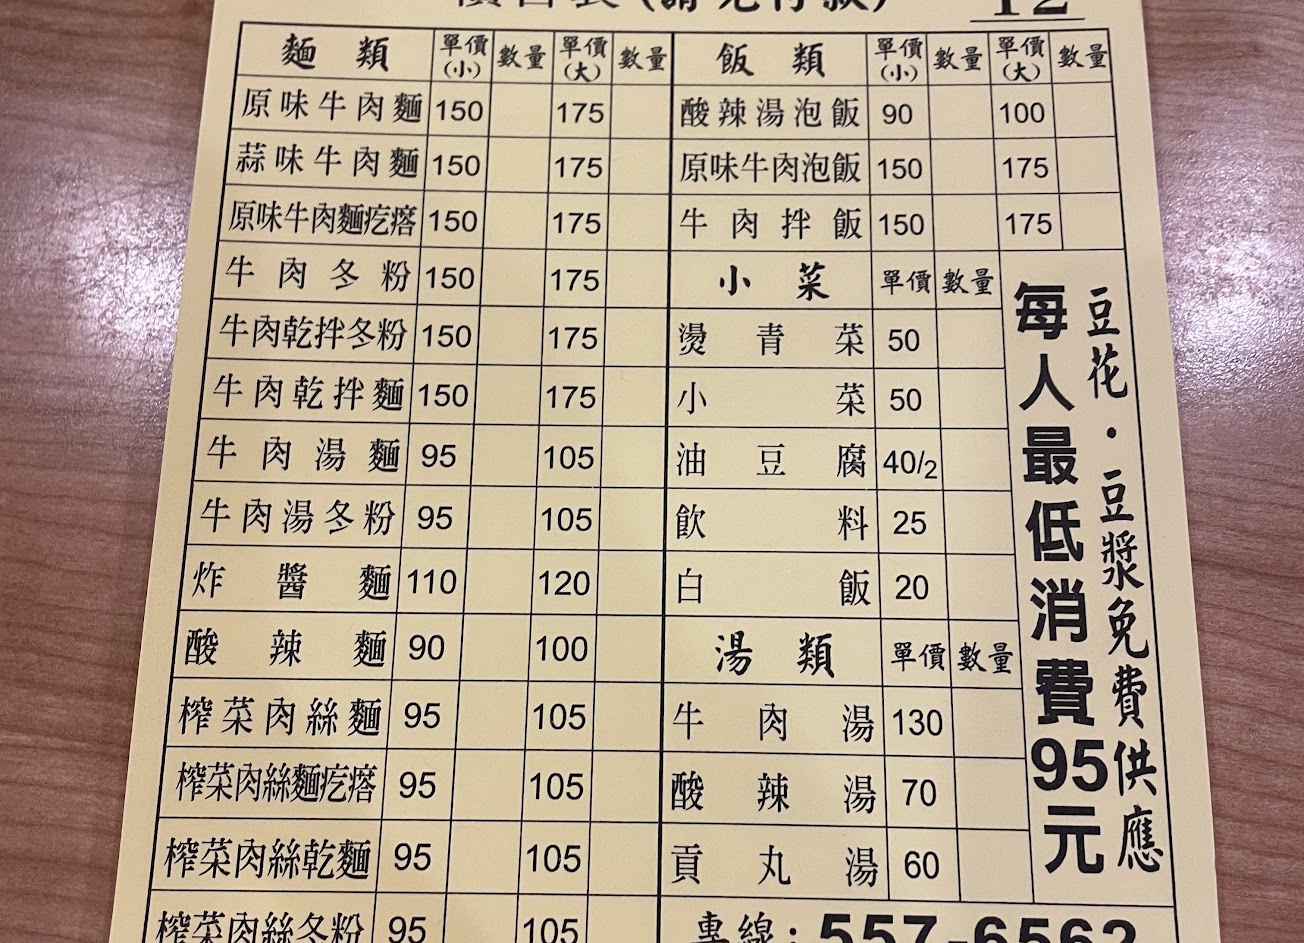 (請先付款) 12
麵類 單價(小) 數量 單價(大) 數量
原味牛肉麵 150 175
蒜味牛肉麵 150 175
原味牛肉麵疙瘩 150 175
牛肉冬粉 150 175
牛肉乾拌冬粉 150 175
牛肉乾拌麵 150 175
牛肉湯麵 95 105
牛肉湯冬粉 95 105
炸醬麵 110 120
酸辣麵 90 100
榨菜肉絲麵 95 105
榨菜肉絲麵疙瘩 95 105
榨菜肉絲乾麵 95 105
榨菜肉絲冬粉 95 105
飯類 單價(小) 數量 單價(大) 數量
酸辣湯泡飯 90 100
原味牛肉泡飯 150 175
牛肉拌飯 150 175
小菜 單價 數量
燙青菜 50
小菜 50
油豆腐 40/2
飲料 25
白飯 20
湯類 單價 數量
牛肉湯 130
酸辣湯 70
貢丸湯 60
豆花·豆漿免費供應
每人最低消費95元
專線:557-6562